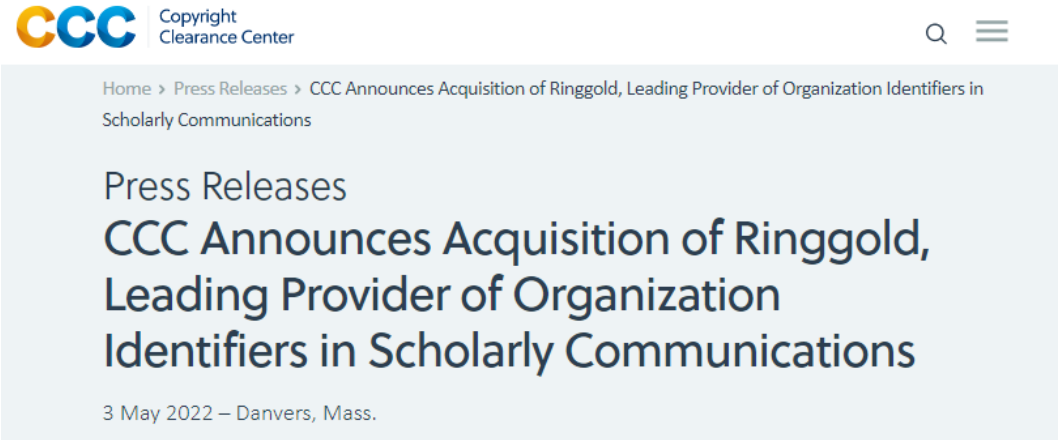 CCC Copyright
Clearance Center
Home > Press Releases > CCC Announces Acquisition of Ringgold, Leading Provider of Organization Identifiers in
Scholarly Communications
Press Releases
CCC Announces Acquisition of Ringgold,
Leading Provider of Organization
Identifiers in Scholarly Communications
3 May 2022 – Danvers, Mass.